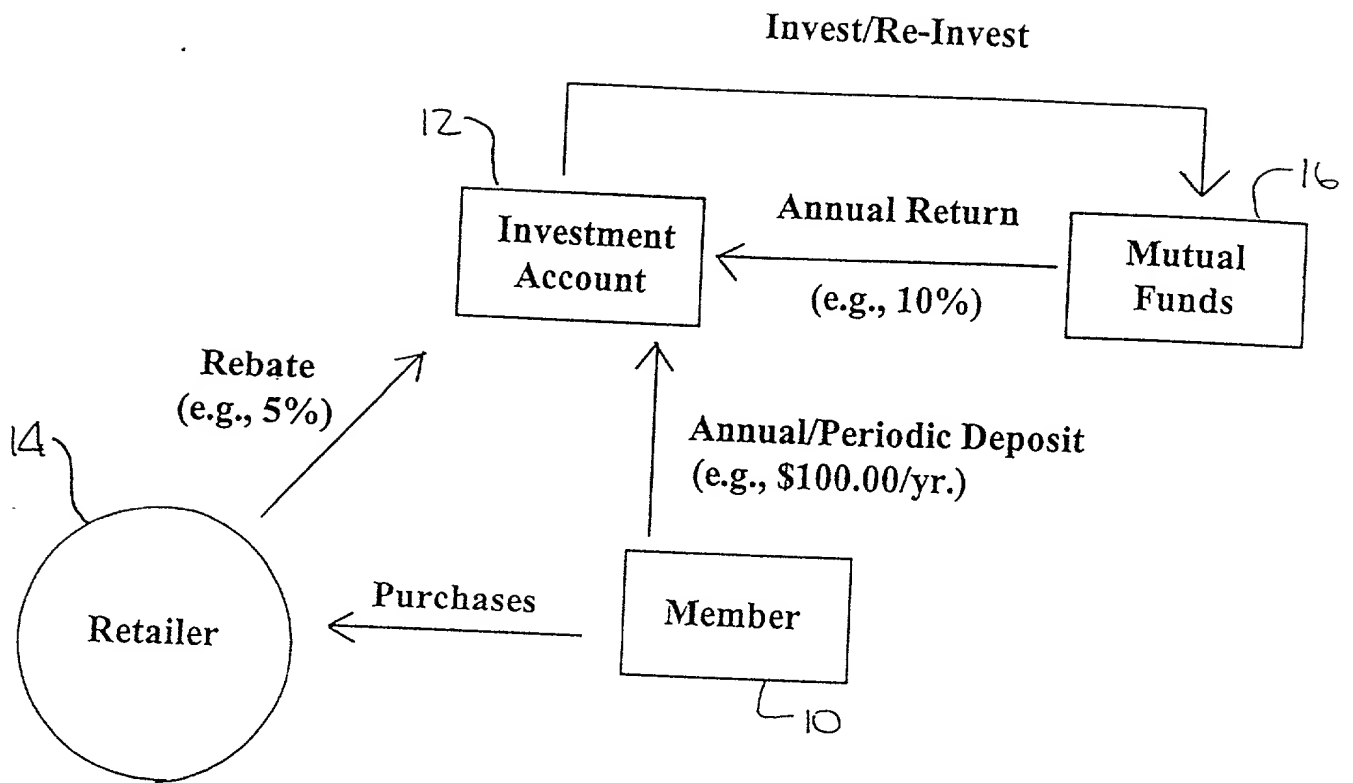 Invest/Re-Invest
12
16
Investment
Account
Annual Return
(e.g., 10%)
Mutual
Funds
Rebate
(e.g., 5%)
14
Annual/Periodic Deposit
(e.g., $100.00/yr.)
Retailer
Purchases
Member
10